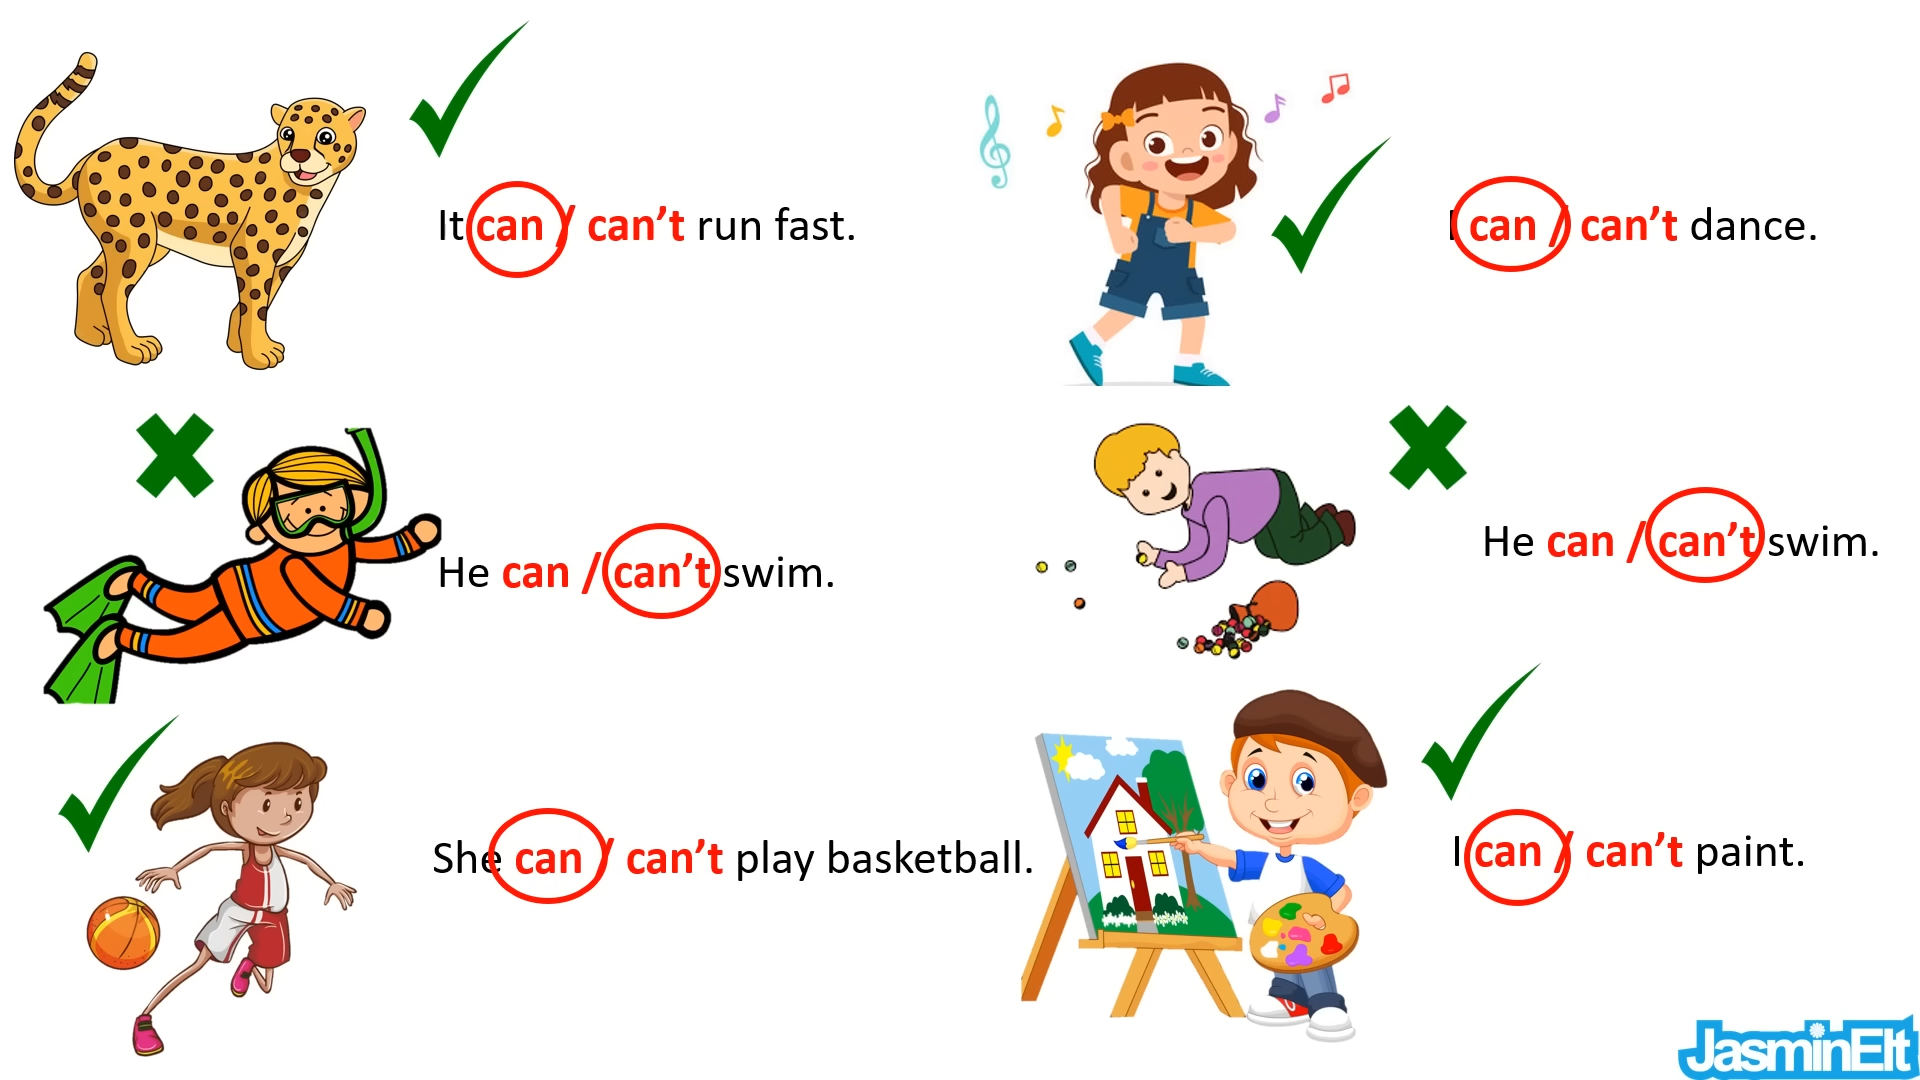 It can / can’t run fast.
I can / can’t dance.
He can / can’t swim.
He can / can’t swim.
She can / can’t play basketball.
I can / can’t paint.
JasminElt